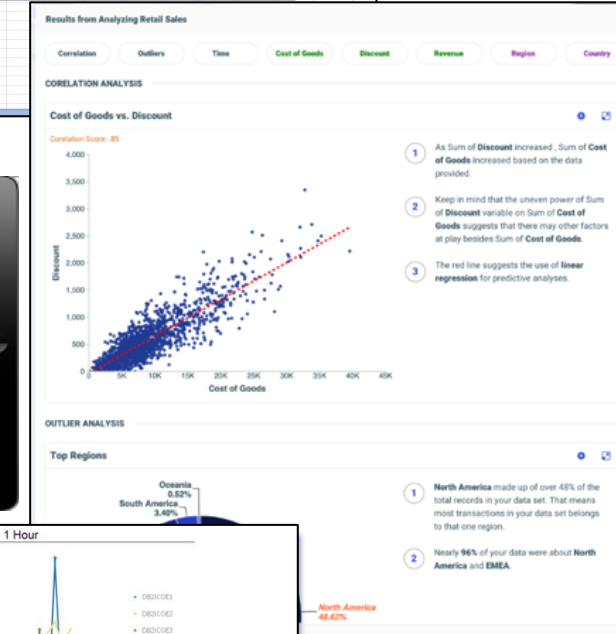 Results from Analyzing Retail Sales
Correlation Outliers Time Cost of Goods Discount Revenue Region Country
CORELATION ANALYSIS
Cost of Goods vs. Discount
Corelation Score: .85
4,000
3,500
3,000
2,500
2,000
1,500
1,000
500
0
Discount
0 5K 10K 15K 20K 25K 30K 35K 40K 45K
Cost of Goods
1
As Sum of Discount increased , Sum of Cost
of Goods increased based on the data
provided.
2
Keep in mind that the uneven power of Sum
of Discount variable on Sum of Cost of
Goods suggests that there may other factors
at play besides Sum of Cost of Goods.
3
The red line suggests the use of linear
regression for predictive analyses.
OUTLIER ANALYSIS
Top Regions
Oceania
0.52%
South America
3.40%
North America
48.62%
1
North America made up of over 48% of the
total records in your data set. That means
most transactions in your data set belongs
to that one region.
2
Nearly 96% of your data were about North
America and EMEA.
1 Hour
DB2ICOE1
DB2ICOE2
DB2ICOE3